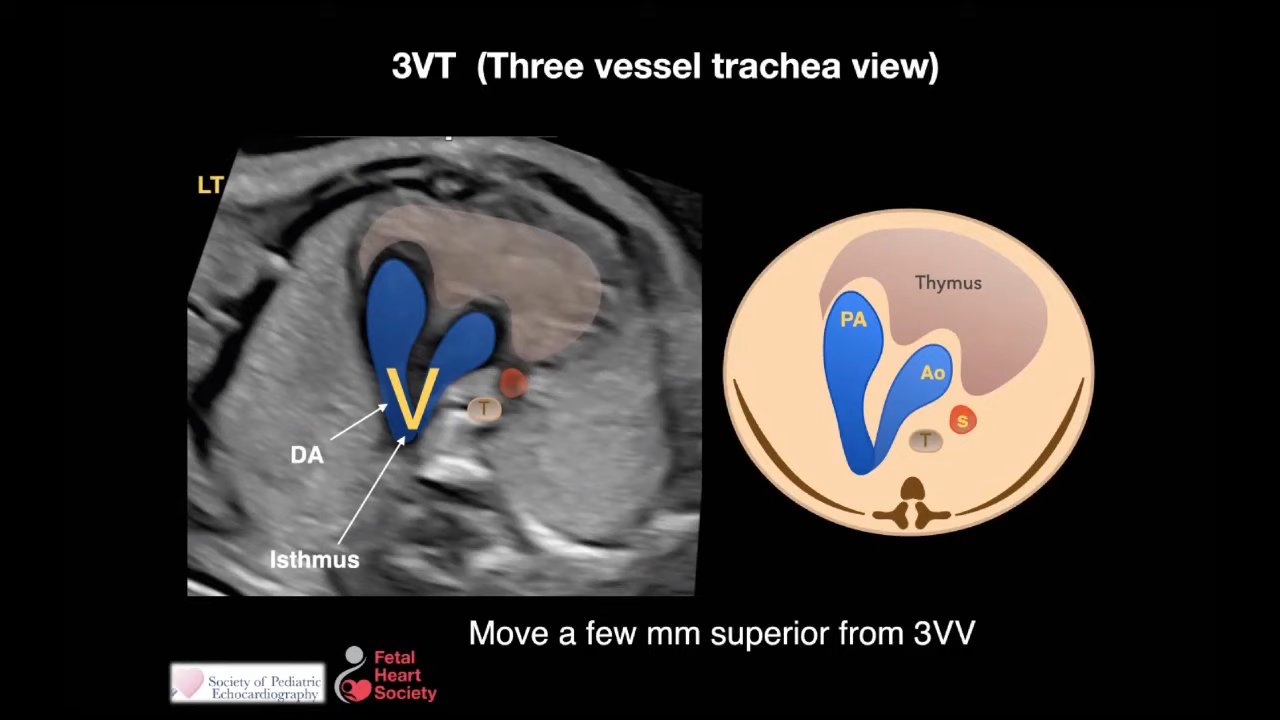 3VT (Three vessel trachea view)
LT
V
T
DA
Isthmus
Thymus
PA
Ao
S
T
Move a few mm superior from 3VV
Society of Pediatric
Echocardiography
Fetal
Heart
Society